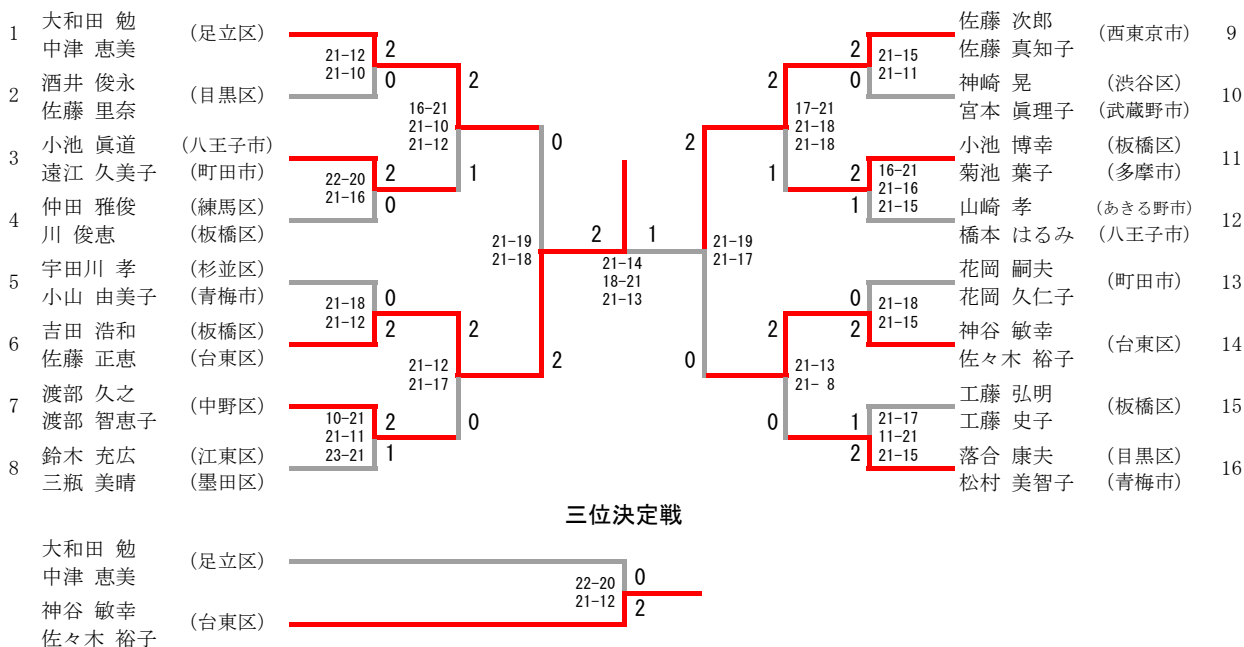 1 大和田 勉 (足立区)
中津 恵美
2 酒井 俊永 (目黒区)
佐藤 里奈
3 小池 眞道 (八王子市)
遠江 久美子 (町田市)
4 仲田 雅俊 (練馬区)
川 俊恵 (板橋区)
5 宇田川 孝 (杉並区)
小山 由美子 (青梅市)
6 吉田 浩和 (板橋区)
佐藤 正恵 (台東区)
7 渡部 久之 (中野区)
渡部 智恵子
8 鈴木 充広 (江東区)
三瓶 美晴 (墨田区)
21-12 2
21-10 0
22-20 2
21-16 0
21-18 0
21-12 2
10-21 2
21-11
23-21 1
2
16-21
21-10
21-12
1
2
21-12
21-17
0
0
21-19
21-18
2
2 1
21-14
18-21
21-13
2
21-19
21-17
0
2
17-21
21-18
21-18
1
2
21-13
21- 8
0
2 21-15
0 21-11
2 16-21
21-16
1 21-15
0 21-18
2 21-15
1 21-17
11-21
2 21-15
佐藤 次郎 (西東京市) 9
佐藤 真知子
神崎 晃 (渋谷区) 10
宮本 眞理子 (武蔵野市)
小池 博幸 (板橋区) 11
菊池 葉子 (多摩市)
山崎 孝 (あきる野市) 12
橋本 はるみ (八王子市)
花岡 嗣夫 (町田市) 13
花岡 久仁子
神谷 敏幸 (台東区) 14
佐々木 裕子
工藤 弘明 (板橋区) 15
工藤 史子
落合 康夫 (目黒区) 16
松村 美智子 (青梅市)
三位決定戦
大和田 勉 (足立区)
中津 恵美
神谷 敏幸 (台東区)
佐々木 裕子
22-20 0
21-12 2